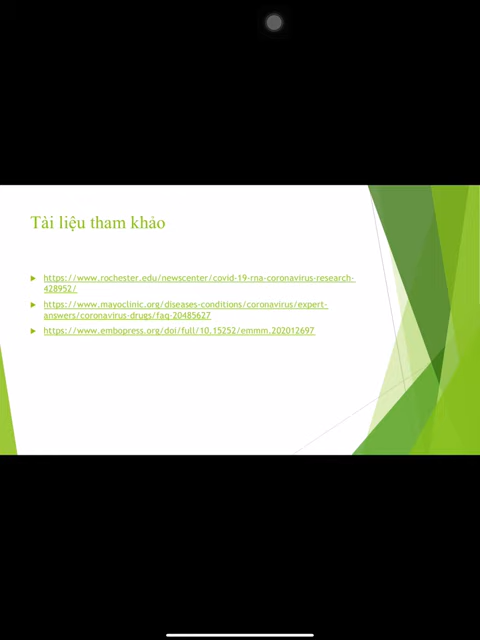 Tài liệu tham khảo
https://www.rochester.edu/newscenter/covid-19-rna-coronavirus-research-
428952/
https://www.mayoclinic.org/diseases-conditions/coronavirus/expert-
answers/coronavirus-drugs/faq-20485627
https://www.embopress.org/doi/full/10.15252/emmm.202012697